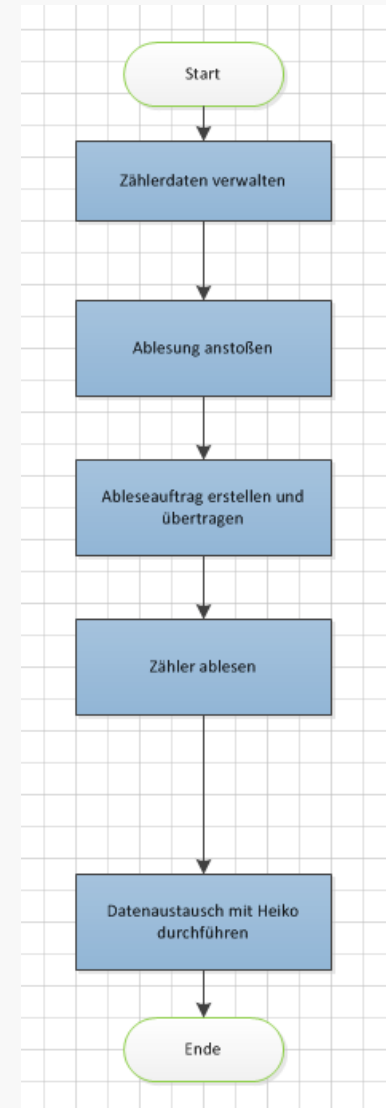 Start
Zählerdaten verwalten
Ablesung anstoßen
Ableseauftrag erstellen und
übertragen
Zähler ablesen
Datenaustausch mit Heiko
durchführen
Ende